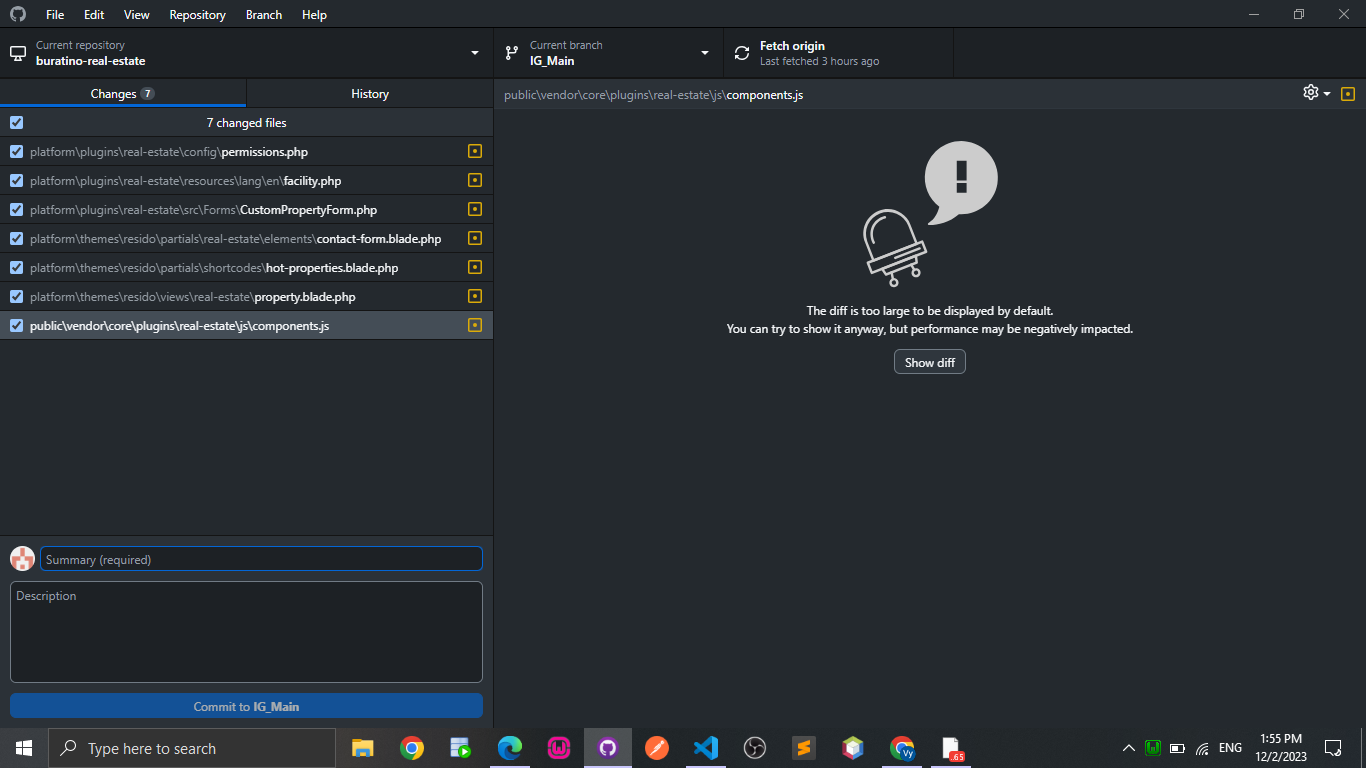 File Edit View Repository Branch Help
Current repository
buratino-real-estate
Current branch
IG_Main
Fetch origin
Last fetched 3 hours ago
Changes 7
History
7 changed files
platform\plugins\real-estate\config\permissions.php
platform\plugins\real-estate\resources\lang\en\facility.php
platform\plugins\real-estate\src\Forms\CustomPropertyForm.php
platform\themes\resido\partials\real-estate\elements\contact-form.blade.php
platform\themes\resido\partials\shortcodes\hot-properties.blade.php
platform\themes\resido\views\real-estate\property.blade.php
public\vendor\core\plugins\real-estate\js\components.js
Summary (required)
Description
Commit to IG_Main
public\vendor\core\plugins\real-estate\js\components.js
The diff is too large to be displayed by default.
You can try to show it anyway, but performance may be negatively impacted.
Show diff
Type here to search
Vy
.65
ENG
1:55 PM
12/2/2023